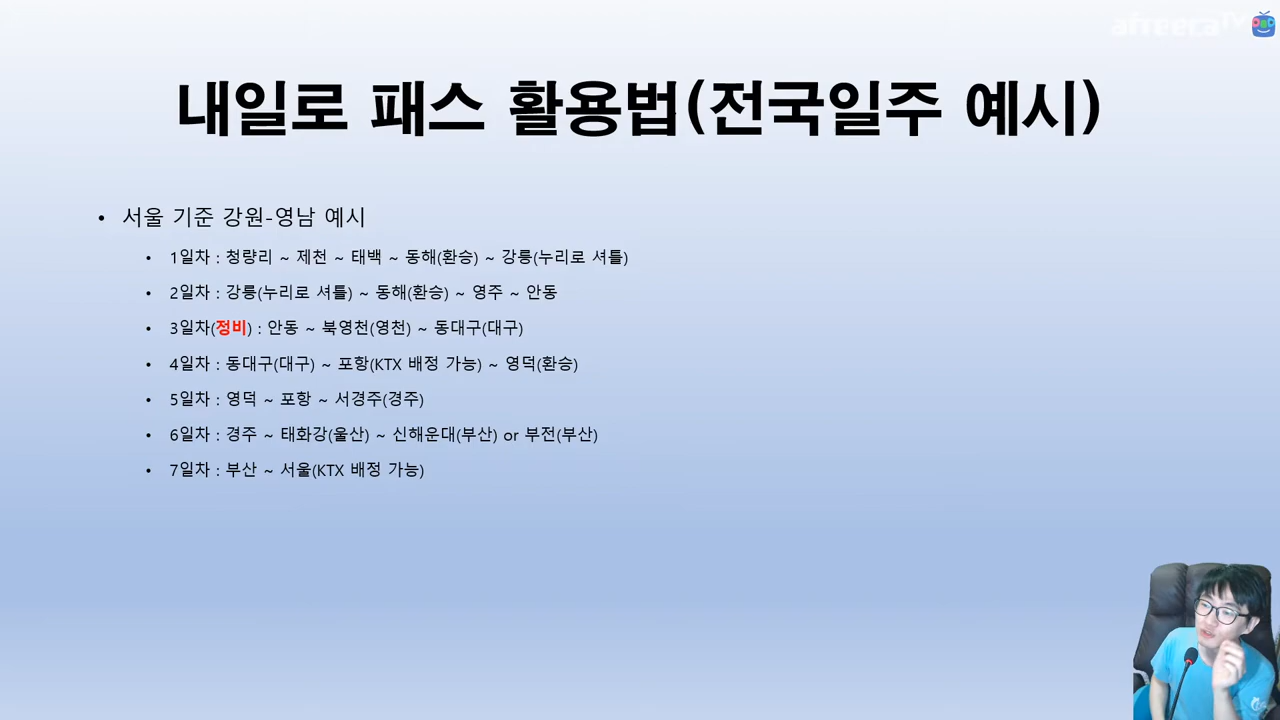 afreecaTV
내일로 패스 활용법(전국일주 예시)
• 서울 기준 강원-영남 예시
• 1일차 : 청량리 ~ 제천 ~ 태백 ~ 동해(환승) ~ 강릉(누리로 셔틀)
• 2일차 : 강릉(누리로 셔틀) ~ 동해(환승) ~ 영주 ~ 안동
• 3일차(정비) : 안동 ~ 북영천(영천) ~ 동대구(대구)
• 4일차 : 동대구(대구) ~ 포항(KTX 배정 가능) ~ 영덕(환승)
• 5일차 : 영덕 ~ 포항 ~ 서경주(경주)
• 6일차 : 경주 ~ 태화강(울산) ~ 신해운대(부산) or 부전(부산)
• 7일차 : 부산 ~ 서울(KTX 배정 가능)